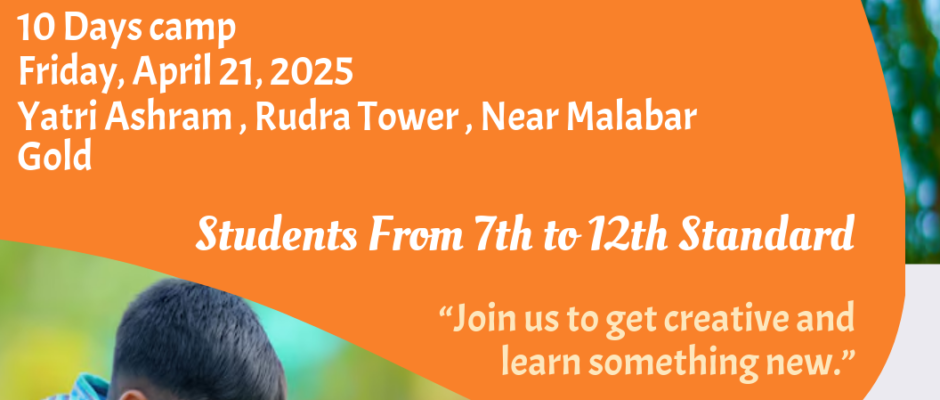 10 Days camp
Friday, April 21, 2025
Yatri Ashram , Rudra Tower , Near Malabar
Gold
Students From 7th to 12th Standard
“Join us to get creative and
learn something new.”